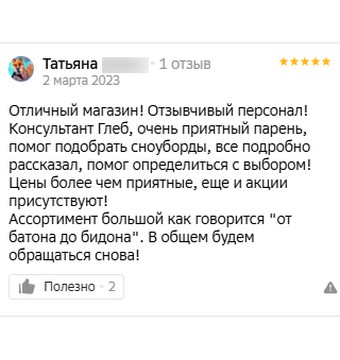 Татьяна · 1 отзыв
2 марта 2023
Отличный магазин! Отзывчивый персонал!
Консультант Глеб, очень приятный парень,
помог подобрать сноуборды, все подробно
рассказал, помог определиться с выбором!
Цены более чем приятные, еще и акции
присутствуют!
Ассортимент большой как говорится "от
батона до бидона". В общем будем
обращаться снова!
Полезно · 2